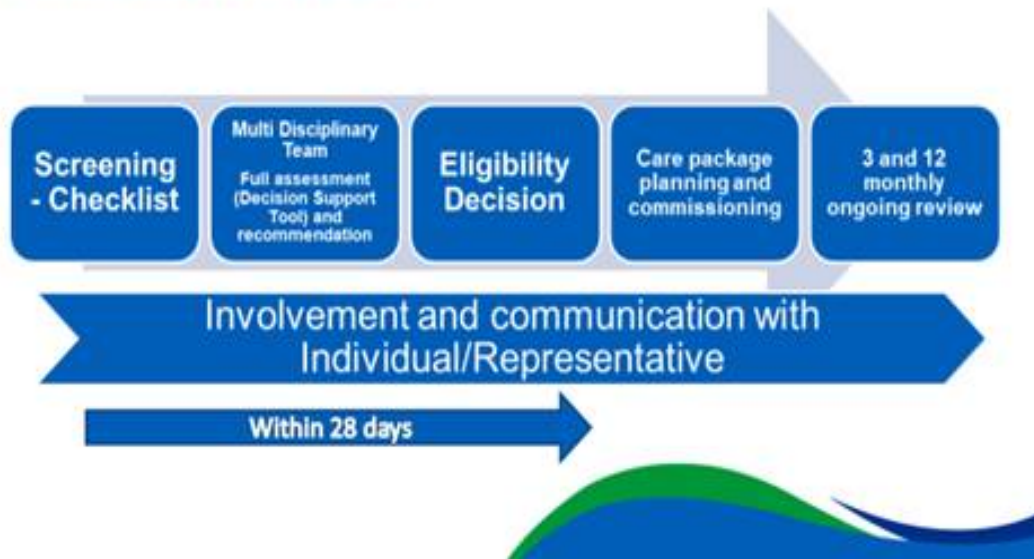 Screening
- Checklist
Multi Disciplinary
Team
Full assessment
(Decision Support
Tool) and
recommendation
Eligibility
Decision
Care package
planning and
commissioning
3 and 12
monthly
ongoing review
Involvement and communication with
Individual/Representative
Within 28 days